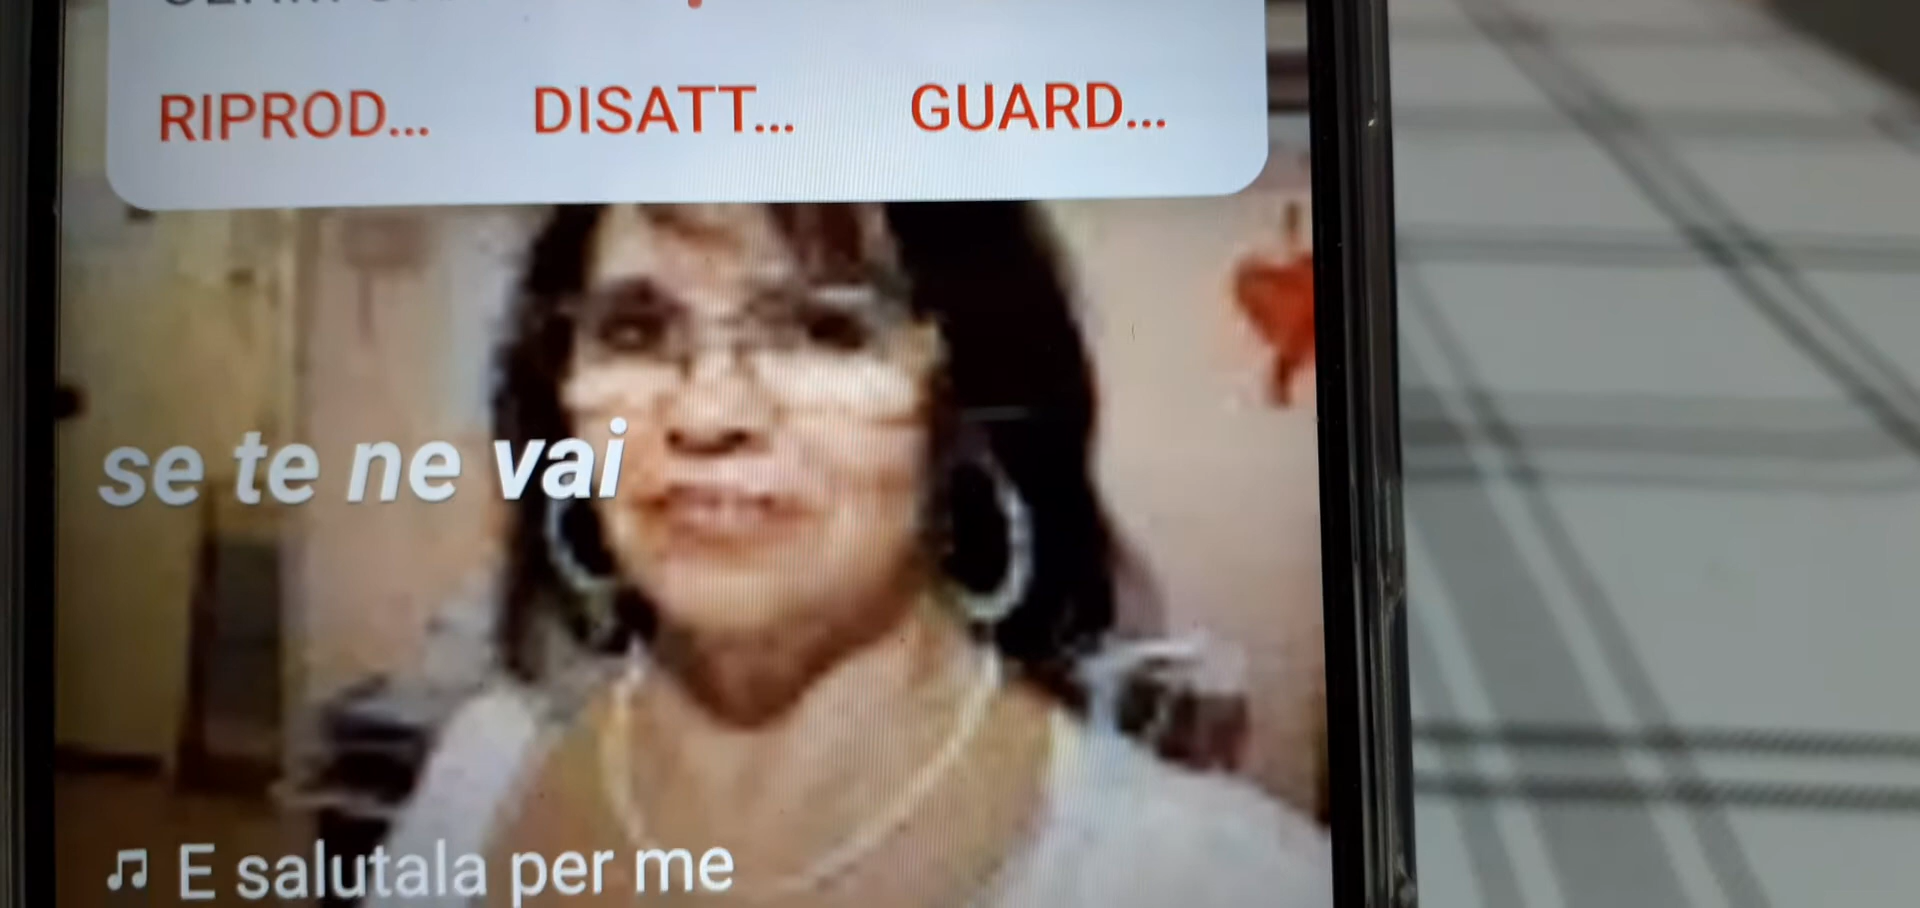 RIPROD... DISATT... GUARD...
se te ne vai
♫ E salutala per me